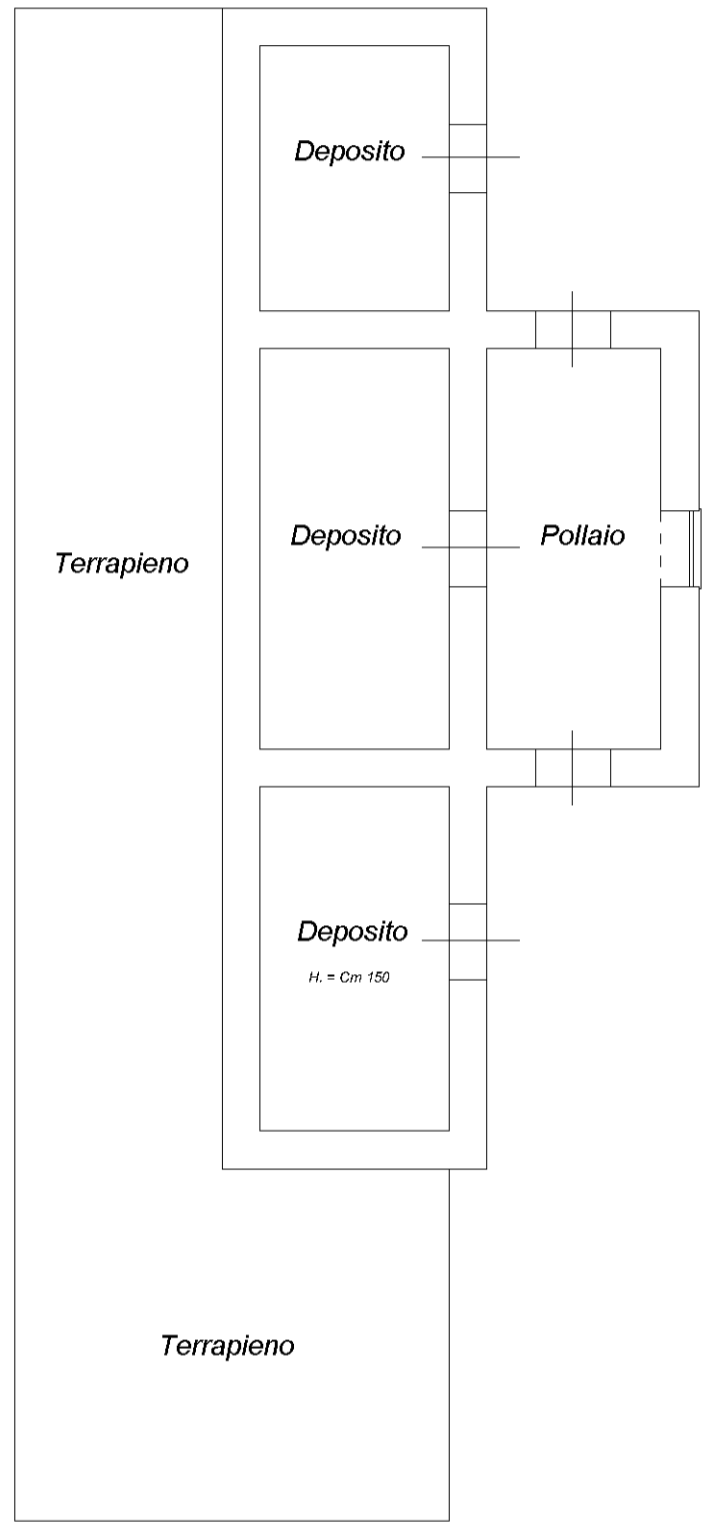 Deposito
Deposito
Pollaio
Terrapieno
Deposito
H. = Cm 150
Terrapieno